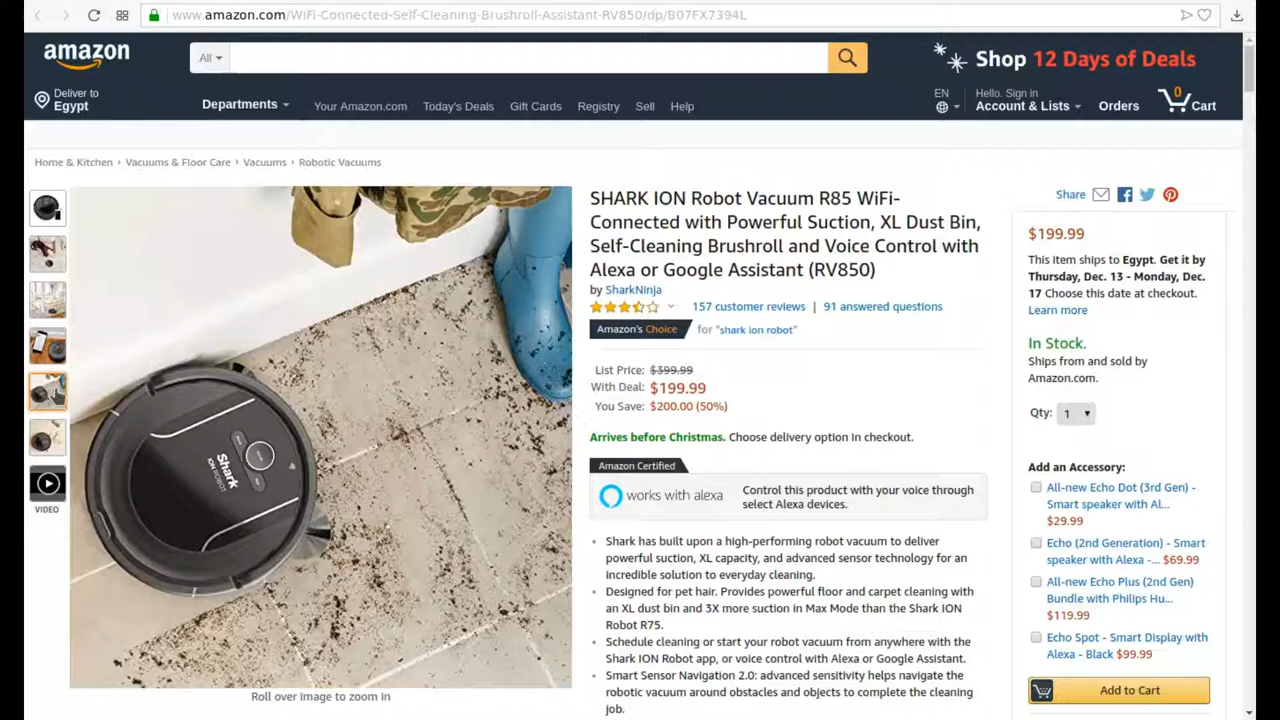 www.amazon.com/WiFi-Connected-Self-Cleaning-Brushroll-Assistant-RV850/dp/B07FX7394L
amazon
All
Shop 12 Days of Deals
Deliver to
Egypt
Departments
Your Amazon.com
Today's Deals
Gift Cards
Registry
Sell
Help
EN
Hello. Sign in
Account & Lists
Orders
0
Cart
Home & Kitchen › Vacuums & Floor Care › Vacuums › Robotic Vacuums
SHARK ION Robot Vacuum R85 WiFi-
Connected with Powerful Suction, XL Dust Bin,
Self-Cleaning Brushroll and Voice Control with
Alexa or Google Assistant (RV850)
by SharkNinja
157 customer reviews | 91 answered questions
Amazon's Choice for "shark ion robot"
List Price: $399.99
With Deal: $199.99
You Save: $200.00 (50%)
Arrives before Christmas. Choose delivery option in checkout.
Amazon Certified
works with alexa
Control this product with your voice through
select Alexa devices.
Shark has built upon a high-performing robot vacuum to deliver
powerful suction, XL capacity, and advanced sensor technology for an
incredible solution to everyday cleaning.
Designed for pet hair. Provides powerful floor and carpet cleaning with
an XL dust bin and 3X more suction in Max Mode than the Shark ION
Robot R75.
Schedule cleaning or start your robot vacuum from anywhere with the
Shark ION Robot app, or voice control with Alexa or Google Assistant.
Smart Sensor Navigation 2.0: advanced sensitivity helps navigate the
robotic vacuum around obstacles and objects to complete the cleaning
job.
Share
$199.99
This item ships to Egypt. Get it by
Thursday, Dec. 13 - Monday, Dec.
17 Choose this date at checkout.
Learn more
In Stock.
Ships from and sold by
Amazon.com.
Qty: 1
Add an Accessory:
All-new Echo Dot (3rd Gen) -
Smart speaker with Al...
$29.99
Echo (2nd Generation) - Smart
speaker with Alexa -... $69.99
All-new Echo Plus (2nd Gen)
Bundle with Philips Hu...
$119.99
Echo Spot - Smart Display with
Alexa - Black $99.99
Add to Cart
VIDEO
Shark
ION ROBOT
Roll over image to zoom in